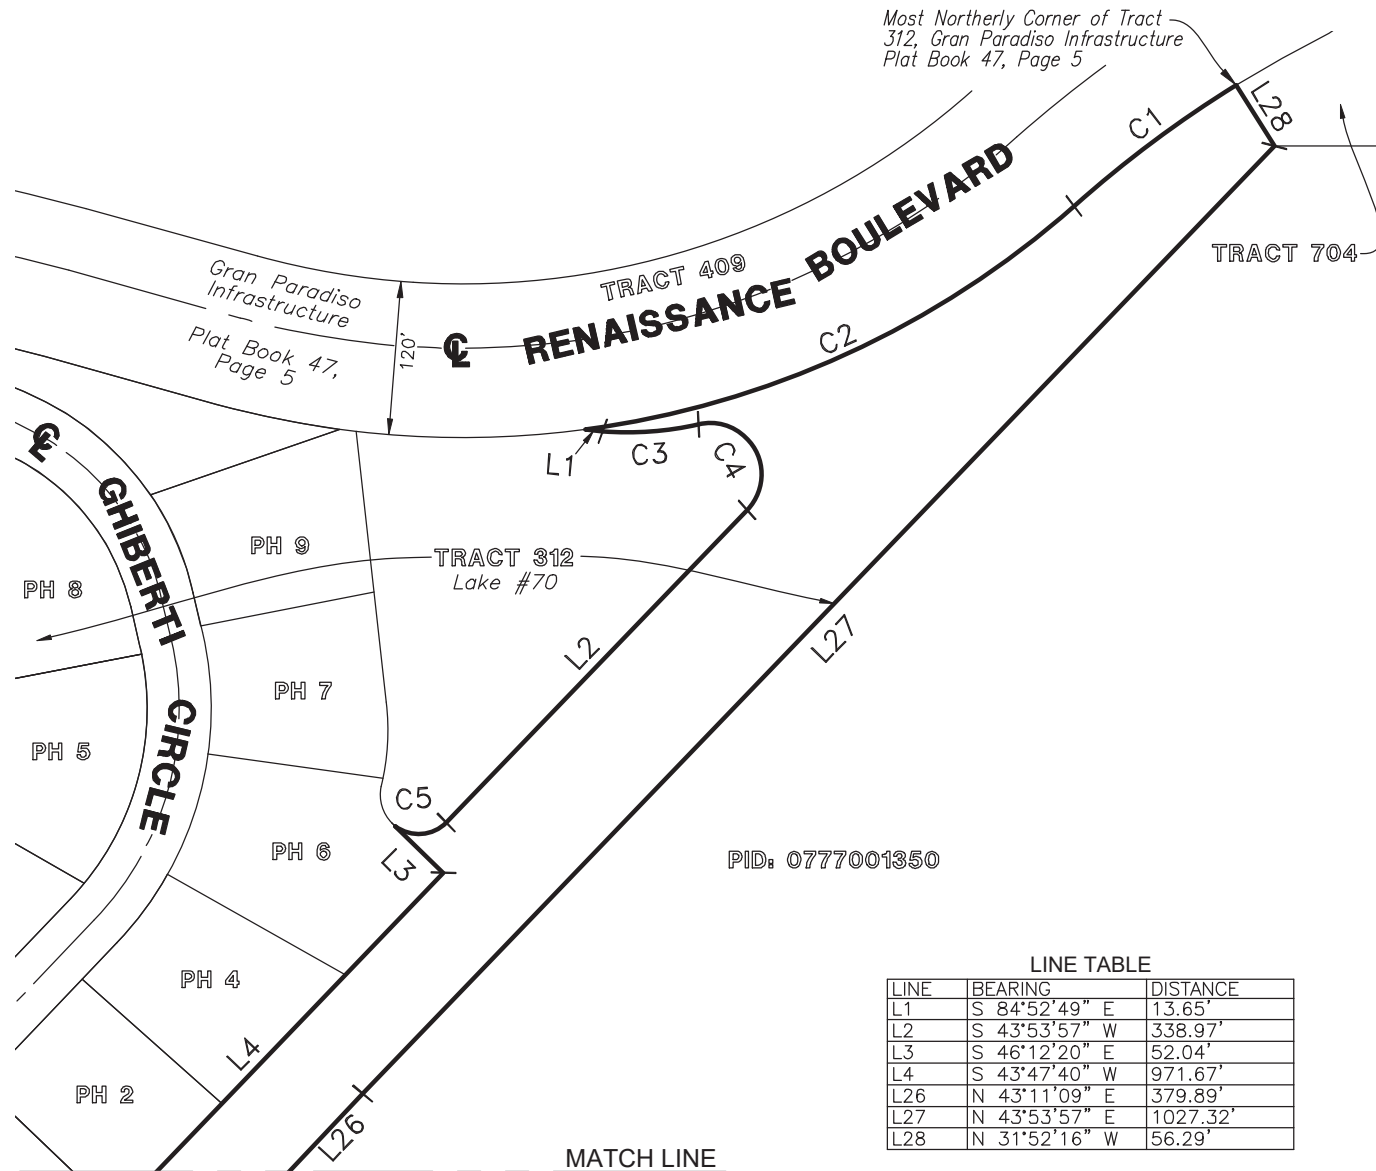 Most Northerly Corner of Tract
312, Gran Paradiso Infrastructure
Plat Book 47, Page 5
L28
C1
TRACT 704
RENAISSANCE BOULEVARD
TRACT 409
Gran Paradiso
Infrastructure
Plat Book 47,
Page 5
120'
CL
C2
CL
L1
C3
C4
GHIBERTI CIRCLE
PH 9
TRACT 312
Lake #70
PH 8
L2
L27
PH 7
PH 5
C5
PH 6
L3
PID: 0777001350
PH 4
L4
PH 2
L26
MATCH LINE
LINE TABLE
LINE BEARING DISTANCE
L1 S 84°52'49" E 13.65'
L2 S 43°53'57" W 338.97'
L3 S 46°12'20" E 52.04'
L4 S 43°47'40" W 971.67'
L26 N 43°11'09" E 379.89'
L27 N 43°53'57" E 1027.32'
L28 N 31°52'16" W 56.29'